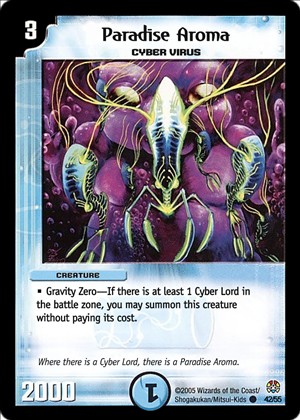 3
Paradise Aroma
CYBER VIRUS
CREATURE
• Gravity Zero—If there is at least 1 Cyber Lord in
the battle zone, you may summon this creature
without paying its cost.
Where there is a Cyber Lord, there is a Paradise Aroma.
2000
1
©2005 Wizards of the Coast/
Shogakukan/Mitsui-Kids
42/55